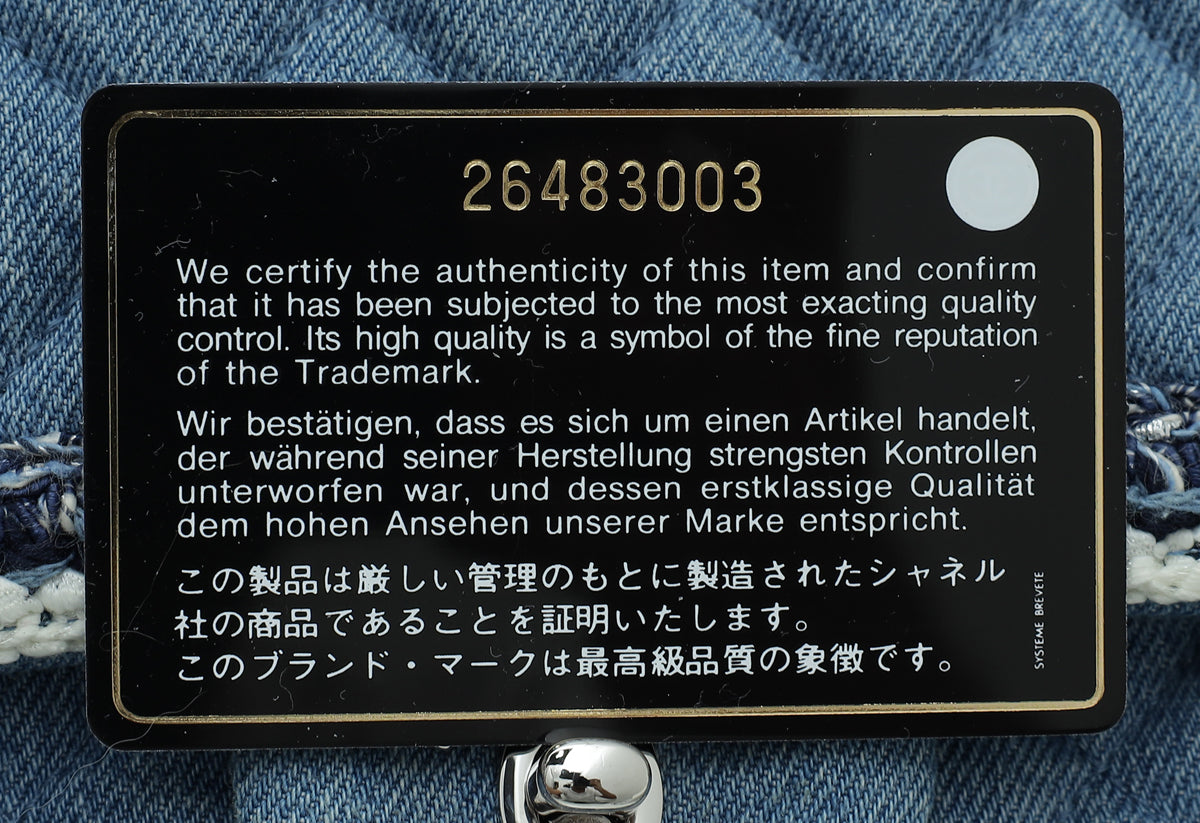 26483003
We certify the authenticity of this item and confirm
that it has been subjected to the most exacting quality
control. Its high quality is a symbol of the fine reputation
of the Trademark.
Wir bestätigen, dass es sich um einen Artikel handelt,
der während seiner Herstellung strengsten Kontrollen
unterworfen war, und dessen erstklassige Qualität
dem hohen Ansehen unserer Marke entspricht.
この製品は厳しい管理のもとに製造されたシャネル
社の商品であることを証明いたします。
このブランド・マークは最高級品質の象徴です。
SYSTEME BREVETE